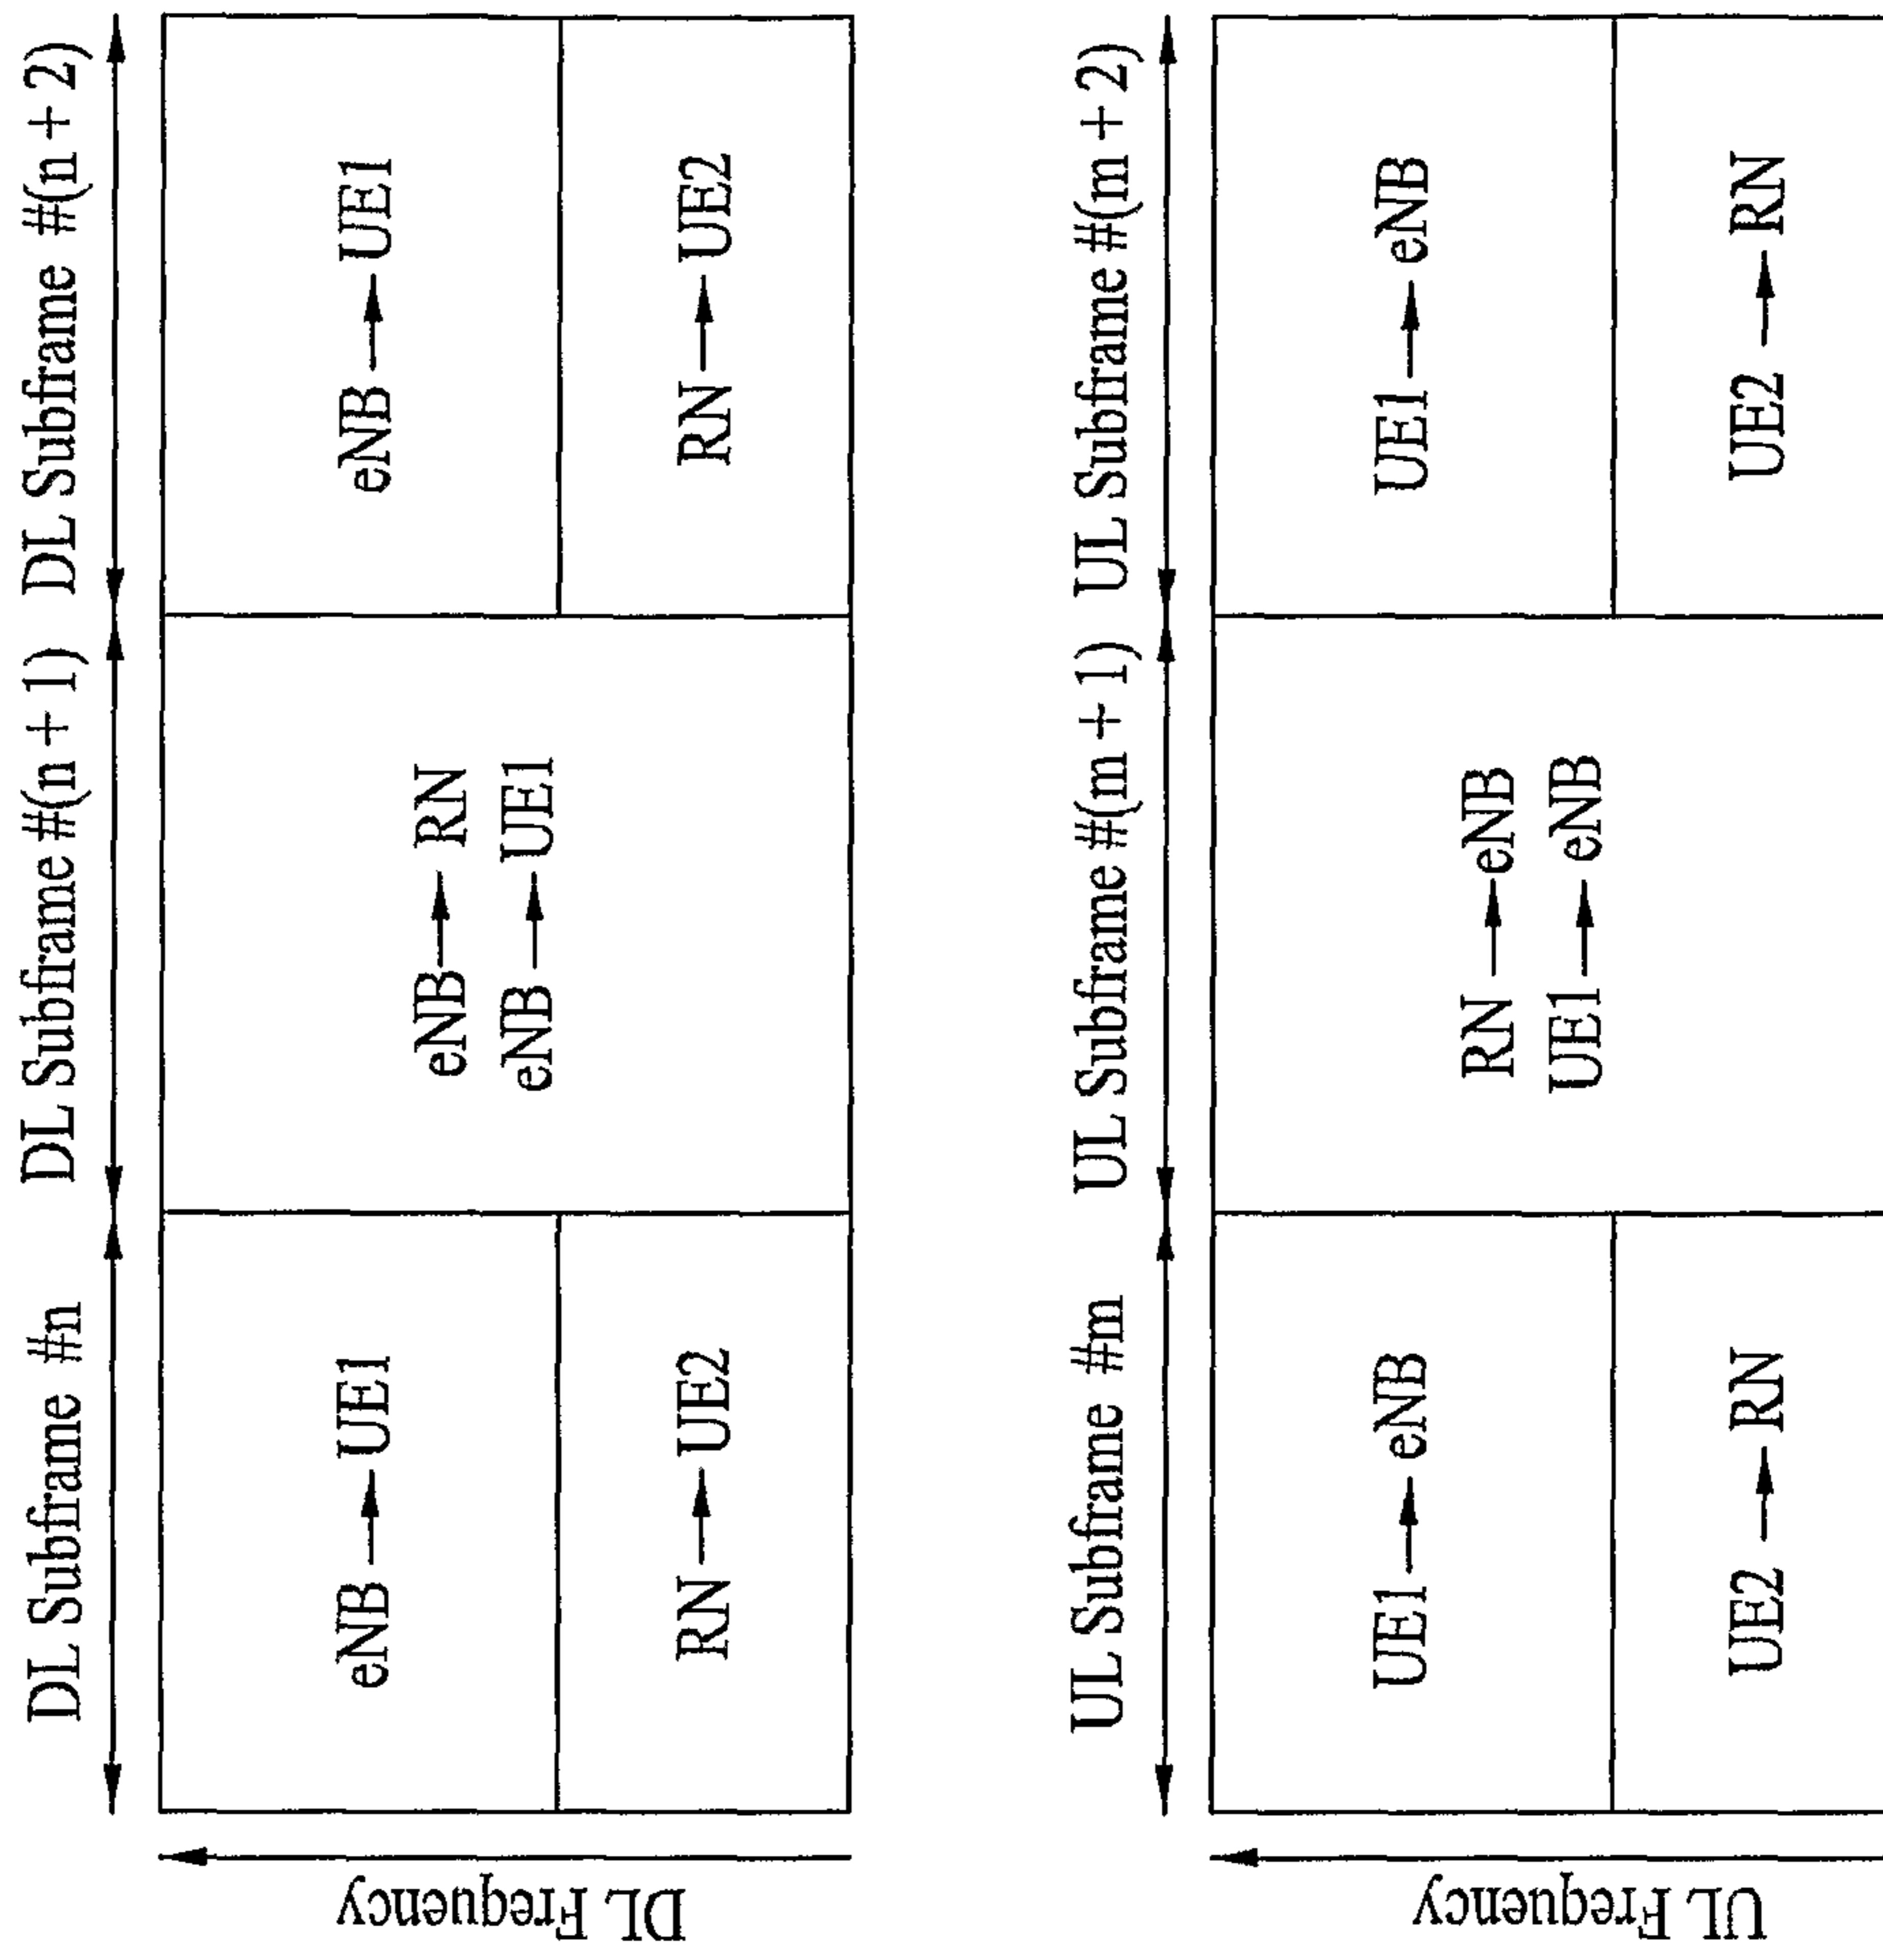 DL Subframe #n
DL Subframe #(n + 1)
DL Subframe #(n + 2)
DL Frequency
eNB → UE1
RN → UE2
eNB → RN
eNB → UE1
eNB → UE1
RN → UE2
UL Subframe #m
UL Subframe #(m + 1)
UL Subframe #(m + 2)
UL Frequency
UE1 → eNB
UE2 → RN
RN → eNB
UE1 → eNB
UE1 → eNB
UE2 → RN